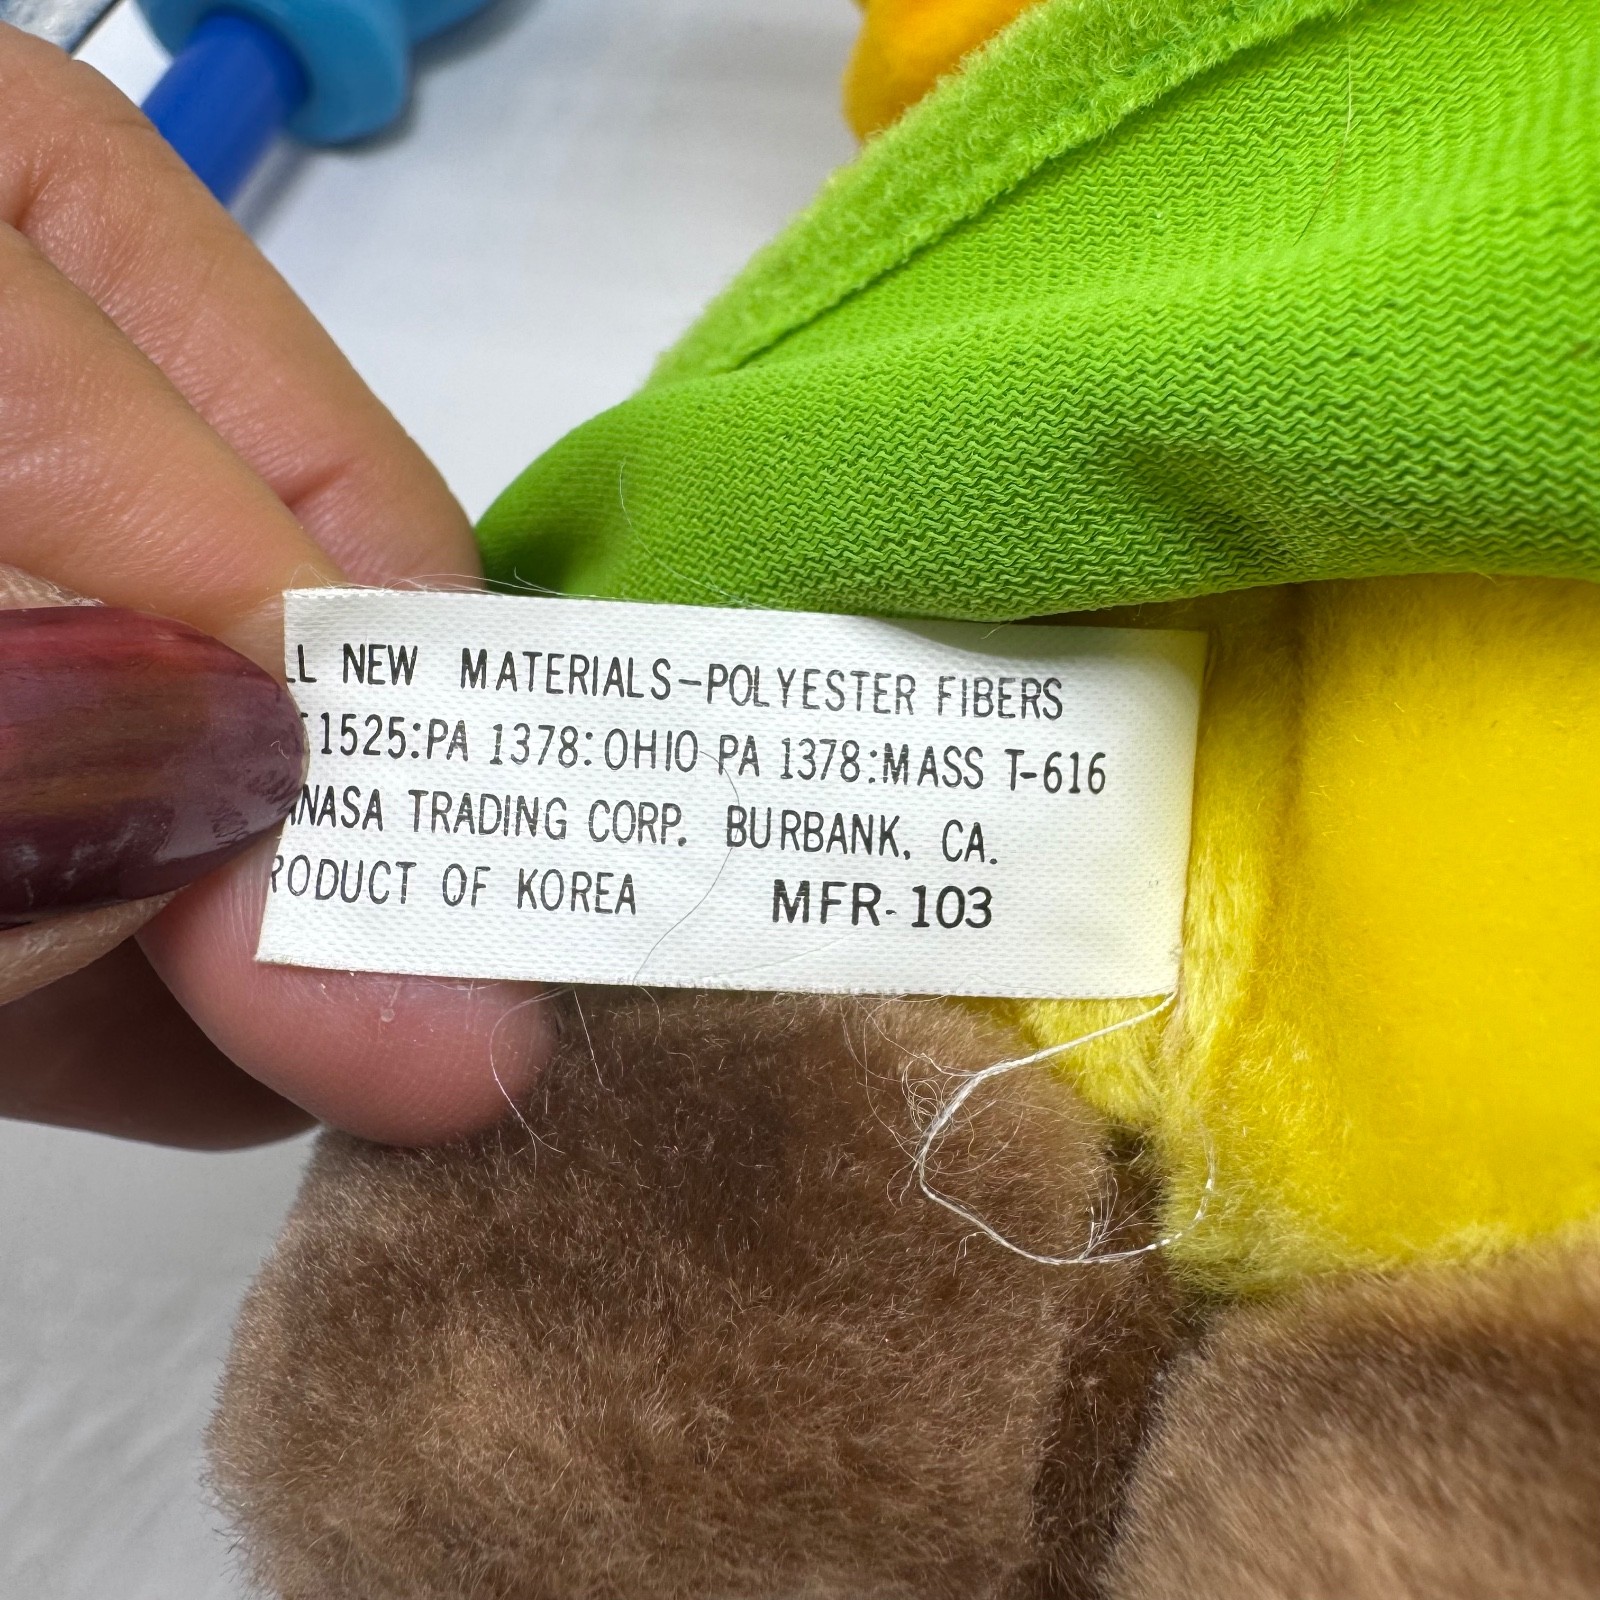 LL NEW MATERIALS-POLYESTER FIBERS
1525:PA 1378:OHIO PA 1378:MASS T-616
ANASA TRADING CORP. BURBANK, CA.
RODUCT OF KOREA MFR-103